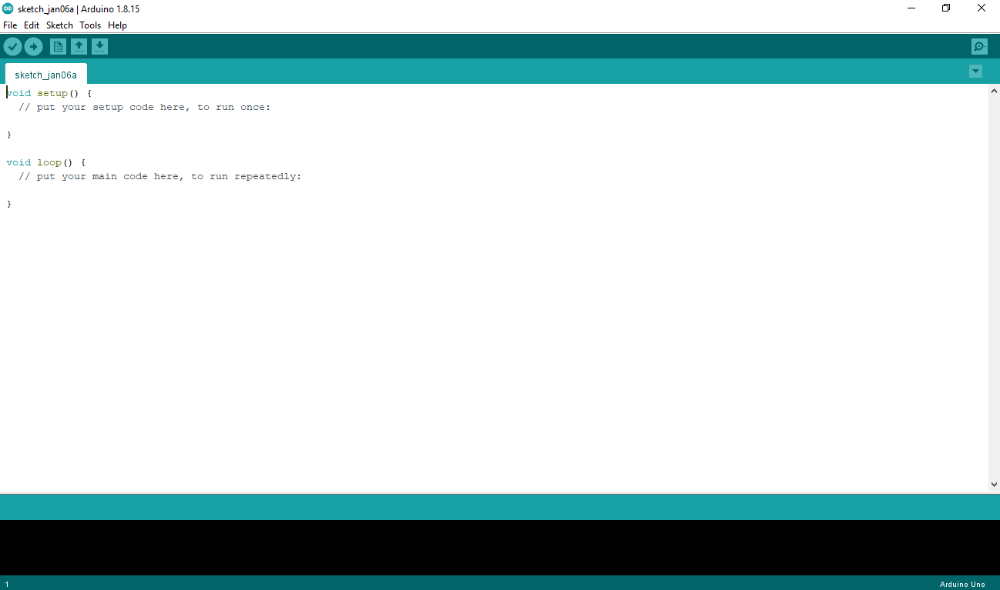 sketch_jan06a | Arduino 1.8.15
File Edit Sketch Tools Help
sketch_jan06a
void setup() {
  // put your setup code here, to run once:
}
void loop() {
  // put your main code here, to run repeatedly:
}
1
Arduino Uno